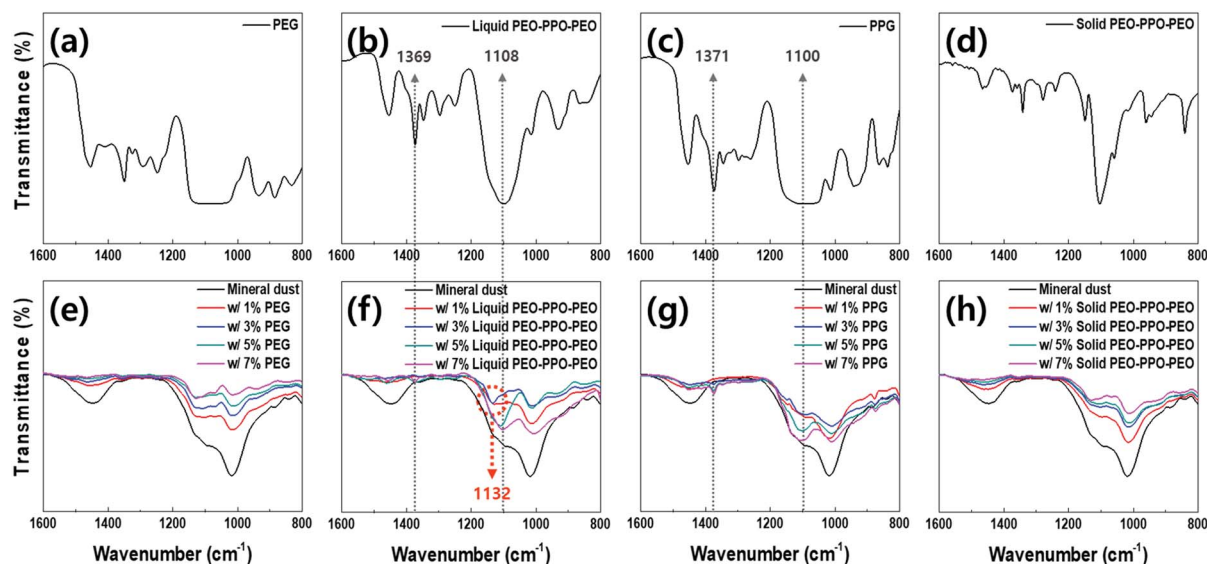 (a)
PEG
(b)
Liquid PEO-PPO-PEO
1369
1108
(c)
PPG
1371
1100
(d)
Solid PEO-PPO-PEO
Transmittance (%)
1600 1400 1200 1000 800
1600 1400 1200 1000 800
1600 1400 1200 1000 800
1600 1400 1200 1000 800
(e)
Mineral dust
w/ 1% PEG
w/ 3% PEG
w/ 5% PEG
w/ 7% PEG
(f)
Mineral dust
w/ 1% Liquid PEO-PPO-PEO
w/ 3% Liquid PEO-PPO-PEO
w/ 5% Liquid PEO-PPO-PEO
w/ 7% Liquid PEO-PPO-PEO
1132
(g)
Mineral dust
w/ 1% PPG
w/ 3% PPG
w/ 5% PPG
w/ 7% PPG
(h)
Mineral dust
w/ 1% Solid PEO-PPO-PEO
w/ 3% Solid PEO-PPO-PEO
w/ 5% Solid PEO-PPO-PEO
w/ 7% Solid PEO-PPO-PEO
Transmittance (%)
1600 1400 1200 1000 800
1600 1400 1200 1000 800
1600 1400 1200 1000 800
1600 1400 1200 1000 800
Wavenumber (cm⁻¹)
Wavenumber (cm⁻¹)
Wavenumber (cm⁻¹)
Wavenumber (cm⁻¹)